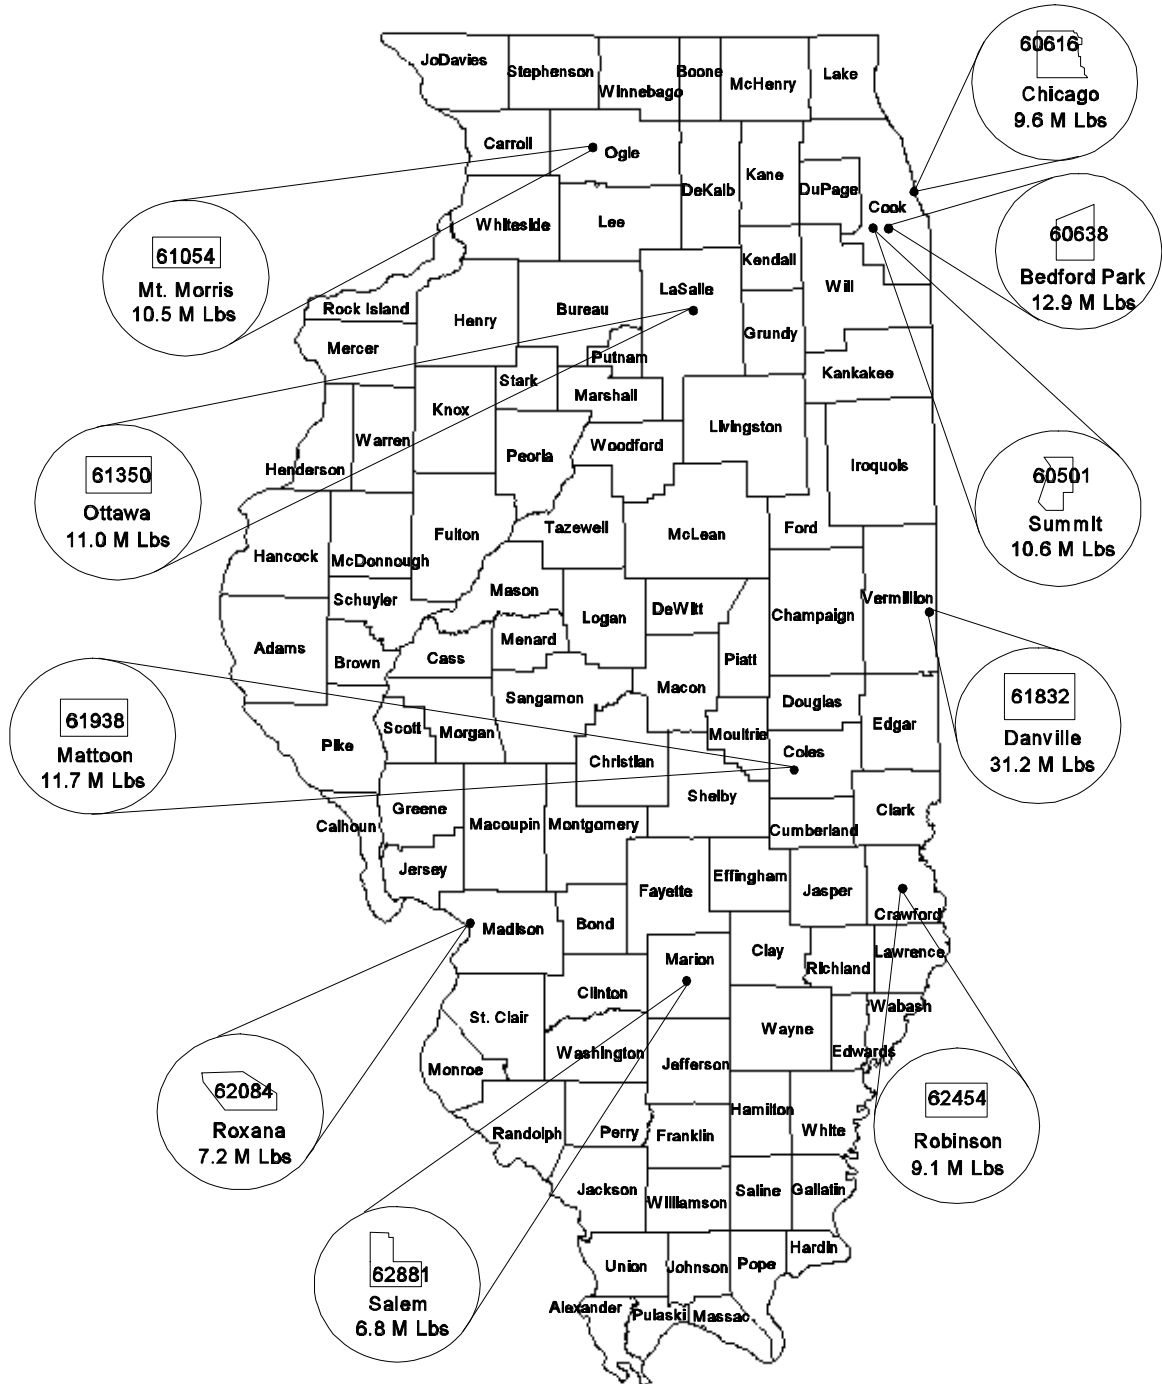 60616
Chicago
9.6 M Lbs
JoDavies
Stephenson
Winnebago
Boone
McHenry
Lake
Carroll
Ogle
DeKalb
Kane
DuPage
Cook
60638
Bedford Park
12.9 M Lbs
61054
Mt. Morris
10.5 M Lbs
Whiteside
Lee
Kendall
Will
Rock Island
Henry
Bureau
LaSalle
Grundy
Mercer
Putnam
Kankakee
Stark
Marshall
Knox
Warren
Henderson
Peoria
Woodford
Livingston
Iroquois
61350
Ottawa
11.0 M Lbs
60501
Summit
10.6 M Lbs
Hancock
McDonnough
Fulton
Tazewell
McLean
Ford
Schuyler
Mason
Logan
DeWitt
Champaign
Vermillion
Adams
Brown
Cass
Menard
Piatt
Macon
Sangamon
Douglas
Edgar
61832
Danville
31.2 M Lbs
61938
Mattoon
11.7 M Lbs
Pike
Scott
Morgan
Christian
Moultrie
Coles
Shelby
Clark
Cumberland
Greene
Calhoun
Macoupin
Montgomery
Jersey
Fayette
Effingham
Jasper
Crawford
Madison
Bond
Marion
Clay
Richland
Lawrence
Clinton
St. Clair
Wabash
Wayne
Edwards
Washington
Jefferson
Monroe
62084
Roxana
7.2 M Lbs
62454
Robinson
9.1 M Lbs
Randolph
Perry
Franklin
Hamilton
White
Jackson
Williamson
Saline
Gallatin
Hardin
Union
Johnson
Pope
62881
Salem
6.8 M Lbs
Alexander
Pulaski
Massac